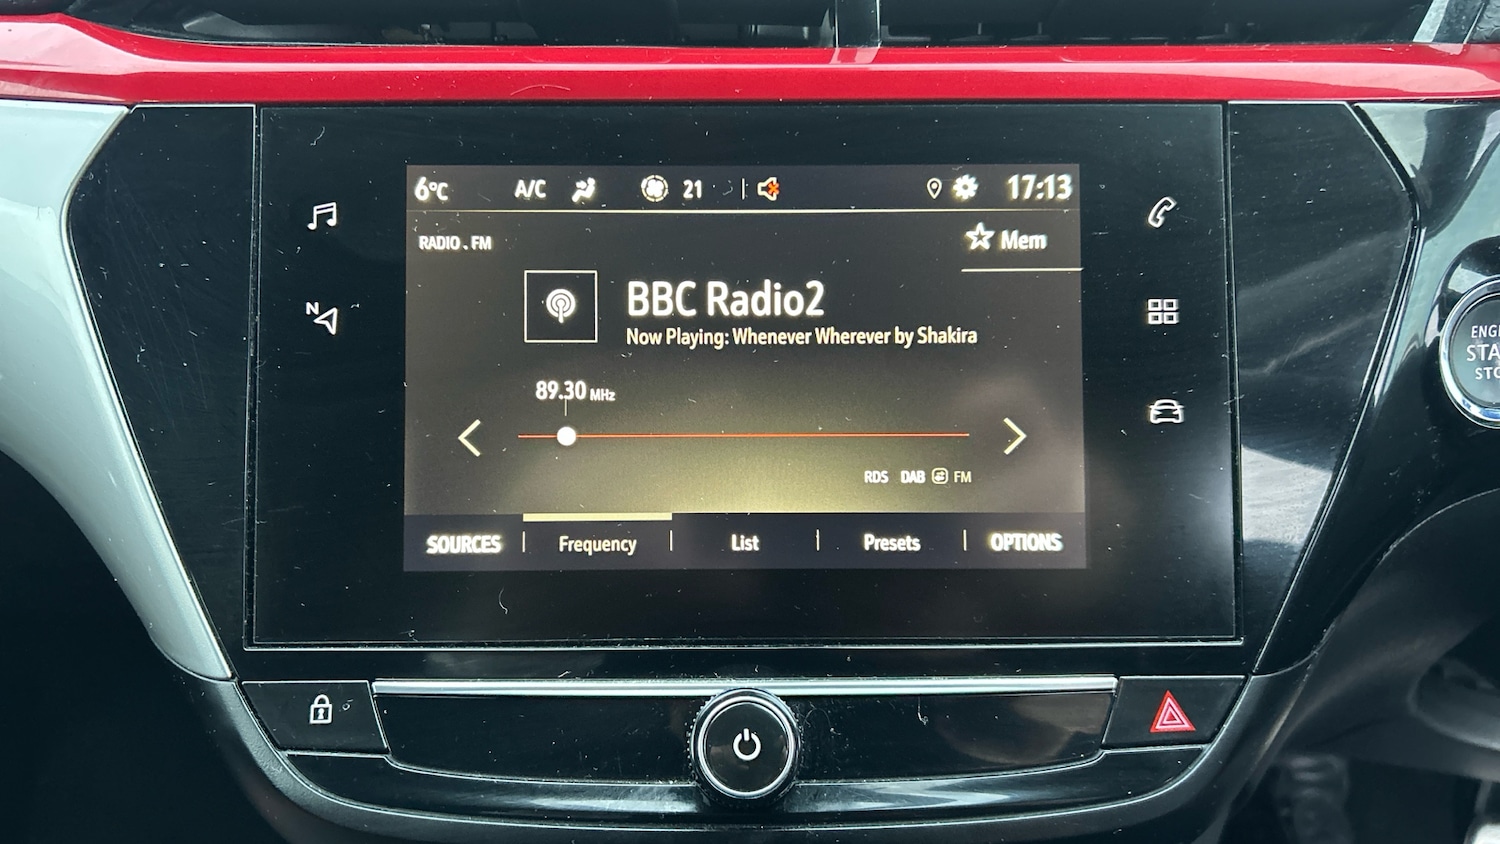 6°C A/C 21 17:13
RADIO . FM
Mem
BBC Radio2
Now Playing: Whenever Wherever by Shakira
89.30 MHz
RDS DAB FM
SOURCES Frequency List Presets OPTIONS
N